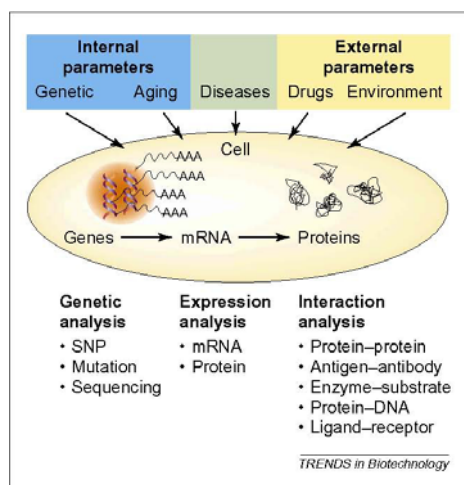 Internal parameters
External parameters
Genetic Aging Diseases Drugs Environment
Cell
AAA
AAA
AAA
AAA
Genes mRNA Proteins
Genetic analysis
• SNP
• Mutation
• Sequencing
Expression analysis
• mRNA
• Protein
Interaction analysis
• Protein–protein
• Antigen–antibody
• Enzyme–substrate
• Protein–DNA
• Ligand–receptor
TRENDS in Biotechnology